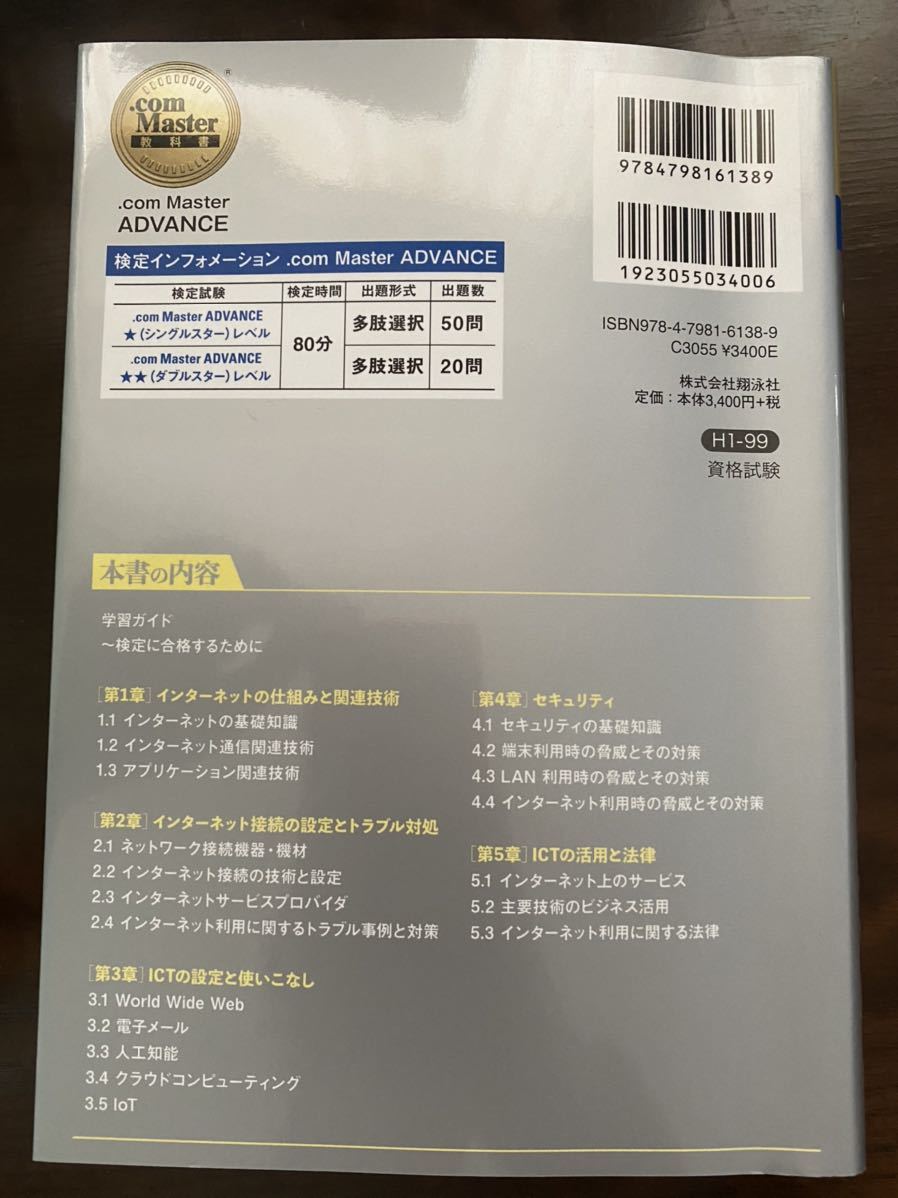 .com
Master
教科書
®
.com Master
ADVANCE
9784798161389
1923055034006
検定インフォメーション .com Master ADVANCE
検定試験 検定時間 出題形式 出題数
.com Master ADVANCE
★(シングルスター)レベル
80分 多肢選択 50問
.com Master ADVANCE
★★(ダブルスター)レベル
多肢選択 20問
ISBN978-4-7981-6138-9
C3055 ¥3400E
株式会社翔泳社
定価：本体3,400円+税
H1-99
資格試験
本書の内容
学習ガイド
～検定に合格するために
[第1章] インターネットの仕組みと関連技術
1.1 インターネットの基礎知識
1.2 インターネット通信関連技術
1.3 アプリケーション関連技術
[第2章] インターネット接続の設定とトラブル対処
2.1 ネットワーク接続機器・機材
2.2 インターネット接続の技術と設定
2.3 インターネットサービスプロバイダ
2.4 インターネット利用に関するトラブル事例と対策
[第3章] ICTの設定と使いこなし
3.1 World Wide Web
3.2 電子メール
3.3 人工知能
3.4 クラウドコンピューティング
3.5 IoT
[第4章] セキュリティ
4.1 セキュリティの基礎知識
4.2 端末利用時の脅威とその対策
4.3 LAN 利用時の脅威とその対策
4.4 インターネット利用時の脅威とその対策
[第5章] ICTの活用と法律
5.1 インターネット上のサービス
5.2 主要技術のビジネス活用
5.3 インターネット利用に関する法律